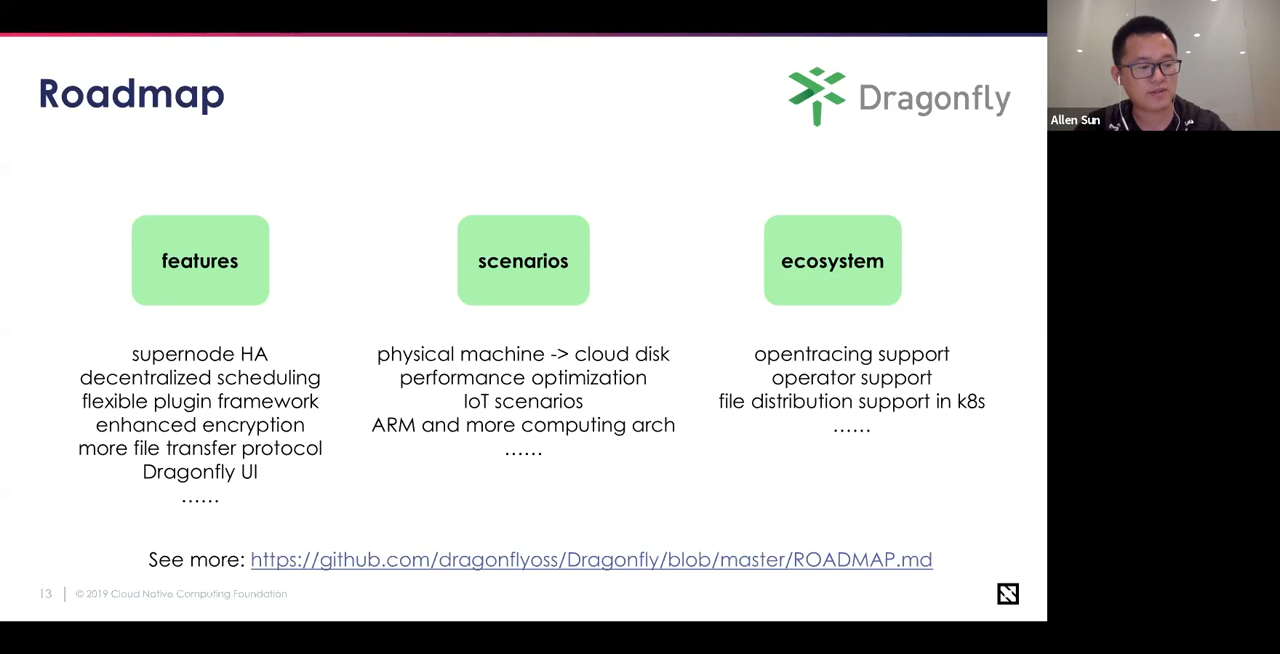 Roadmap
Dragonfly
Allen Sun
features
scenarios
ecosystem
supernode HA
decentralized scheduling
flexible plugin framework
enhanced encryption
more file transfer protocol
Dragonfly UI
......
physical machine -> cloud disk
performance optimization
IoT scenarios
ARM and more computing arch
......
opentracing support
operator support
file distribution support in k8s
......
See more: https://github.com/dragonflyoss/Dragonfly/blob/master/ROADMAP.md
13 | © 2019 Cloud Native Computing Foundation